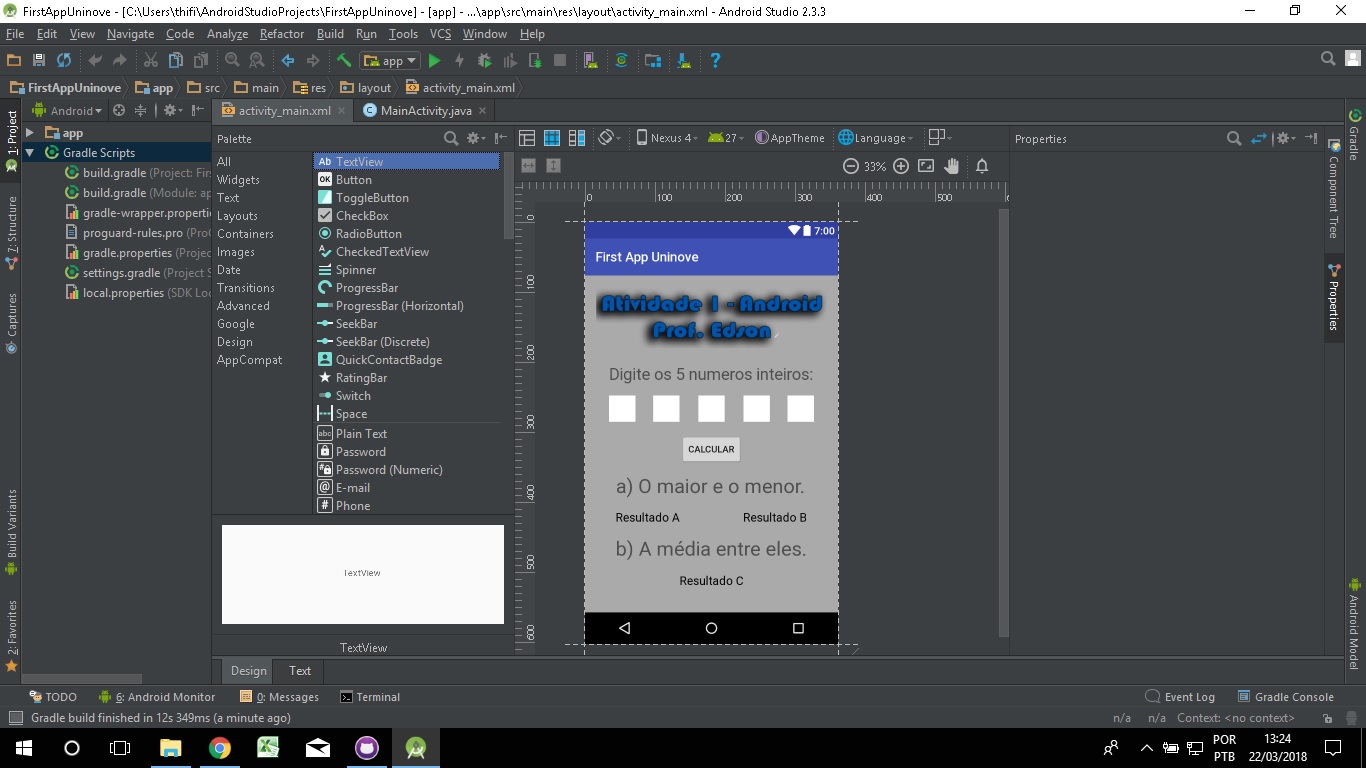 FirstAppUninove - [C:\Users\thifi\AndroidStudioProjects\FirstAppUninove] - [app] - ...\app\src\main\res\layout\activity_main.xml - Android Studio 2.3.3
File Edit View Navigate Code Analyze Refactor Build Run Tools VCS Window Help
app
FirstAppUninove app src main res layout activity_main.xml
1: Project
7: Structure
Captures
Build Variants
2: Favorites
Android
app
Gradle Scripts
build.gradle (Project: Fir
build.gradle (Module: ap
gradle-wrapper.properti
proguard-rules.pro (Pro
gradle.properties (Projec
settings.gradle (Project S
local.properties (SDK Loc
activity_main.xml MainActivity.java
Palette
All
Widgets
Text
Layouts
Containers
Images
Date
Transitions
Advanced
Google
Design
AppCompat
Ab TextView
OK Button
ToggleButton
CheckBox
RadioButton
CheckedTextView
Spinner
ProgressBar
ProgressBar (Horizontal)
SeekBar
SeekBar (Discrete)
QuickContactBadge
RatingBar
Switch
Space
abc Plain Text
Password
Password (Numeric)
@ E-mail
# Phone
TextView
TextView
Nexus 4 27 AppTheme Language
33%
0 100 200 300 400 500
0
100
200
300
400
500
600
7:00
First App Uninove
Atividade 1 - Android
Prof. Edson
Digite os 5 numeros inteiros:
CALCULAR
a) O maior e o menor.
Resultado A Resultado B
b) A média entre eles.
Resultado C
Properties
Gradle
Component Tree
Properties
Android Model
Design Text
TODO 6: Android Monitor 0: Messages Terminal Event Log Gradle Console
Gradle build finished in 12s 349ms (a minute ago) n/a n/a Context: <no context>
POR
PTB
13:24
22/03/2018